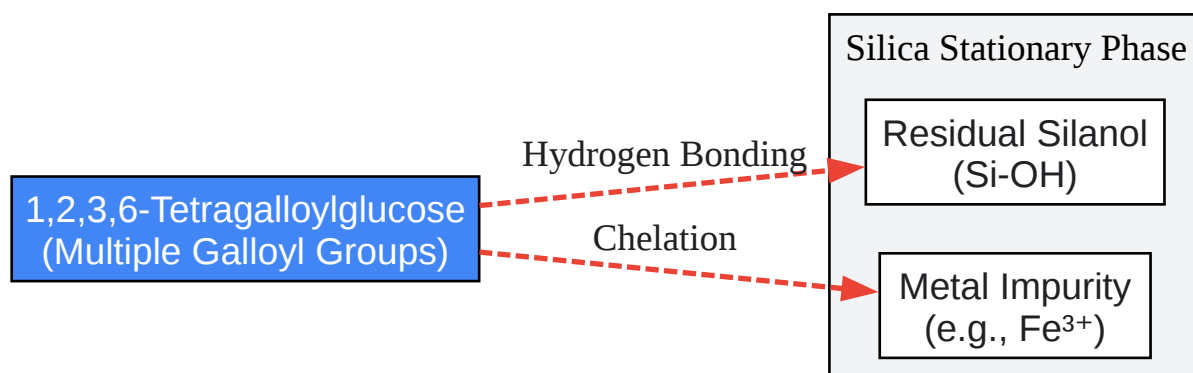 Silica Stationary Phase
Residual Silanol
(Si-OH)
Hydrogen Bonding
1,2,3,6-Tetragalloylglucose
(Multiple Galloyl Groups)
Chelation
Metal Impurity
(e.g., Fe³⁺)